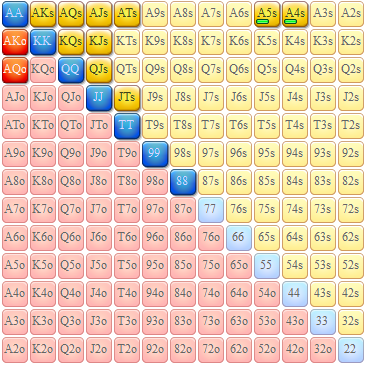 AA AKs AQs AJs ATs A9s A8s A7s A6s A5s A4s A3s A2s
AKo KK KQs KJs KTs K9s K8s K7s K6s K5s K4s K3s K2s
AQo KQo QQ QJs QTs Q9s Q8s Q7s Q6s Q5s Q4s Q3s Q2s
AJo KJo QJo JJ JTs J9s J8s J7s J6s J5s J4s J3s J2s
ATo KTo QTo JTo TT T9s T8s T7s T6s T5s T4s T3s T2s
A9o K9o Q9o J9o T9o 99 98s 97s 96s 95s 94s 93s 92s
A8o K8o Q8o J8o T8o 98o 88 87s 86s 85s 84s 83s 82s
A7o K7o Q7o J7o T7o 97o 87o 77 76s 75s 74s 73s 72s
A6o K6o Q6o J6o T6o 96o 86o 76o 66 65s 64s 63s 62s
A5o K5o Q5o J5o T5o 95o 85o 75o 65o 55 54s 53s 52s
A4o K4o Q4o J4o T4o 94o 84o 74o 64o 54o 44 43s 42s
A3o K3o Q3o J3o T3o 93o 83o 73o 63o 53o 43o 33 32s
A2o K2o Q2o J2o T2o 92o 82o 72o 62o 52o 42o 32o 22